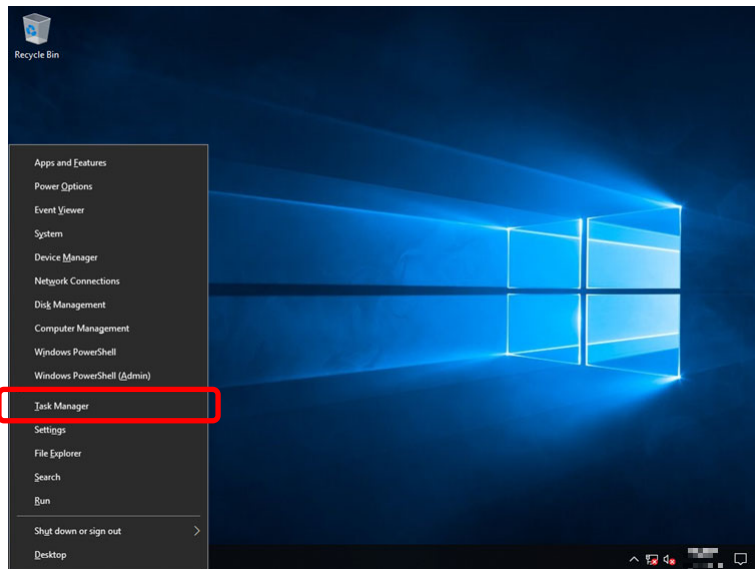 Recycle Bin
Apps and Features
Power Options
Event Viewer
System
Device Manager
Network Connections
Disk Management
Computer Management
Windows PowerShell
Windows PowerShell (Admin)
Task Manager
Settings
File Explorer
Search
Run
Shut down or sign out
Desktop